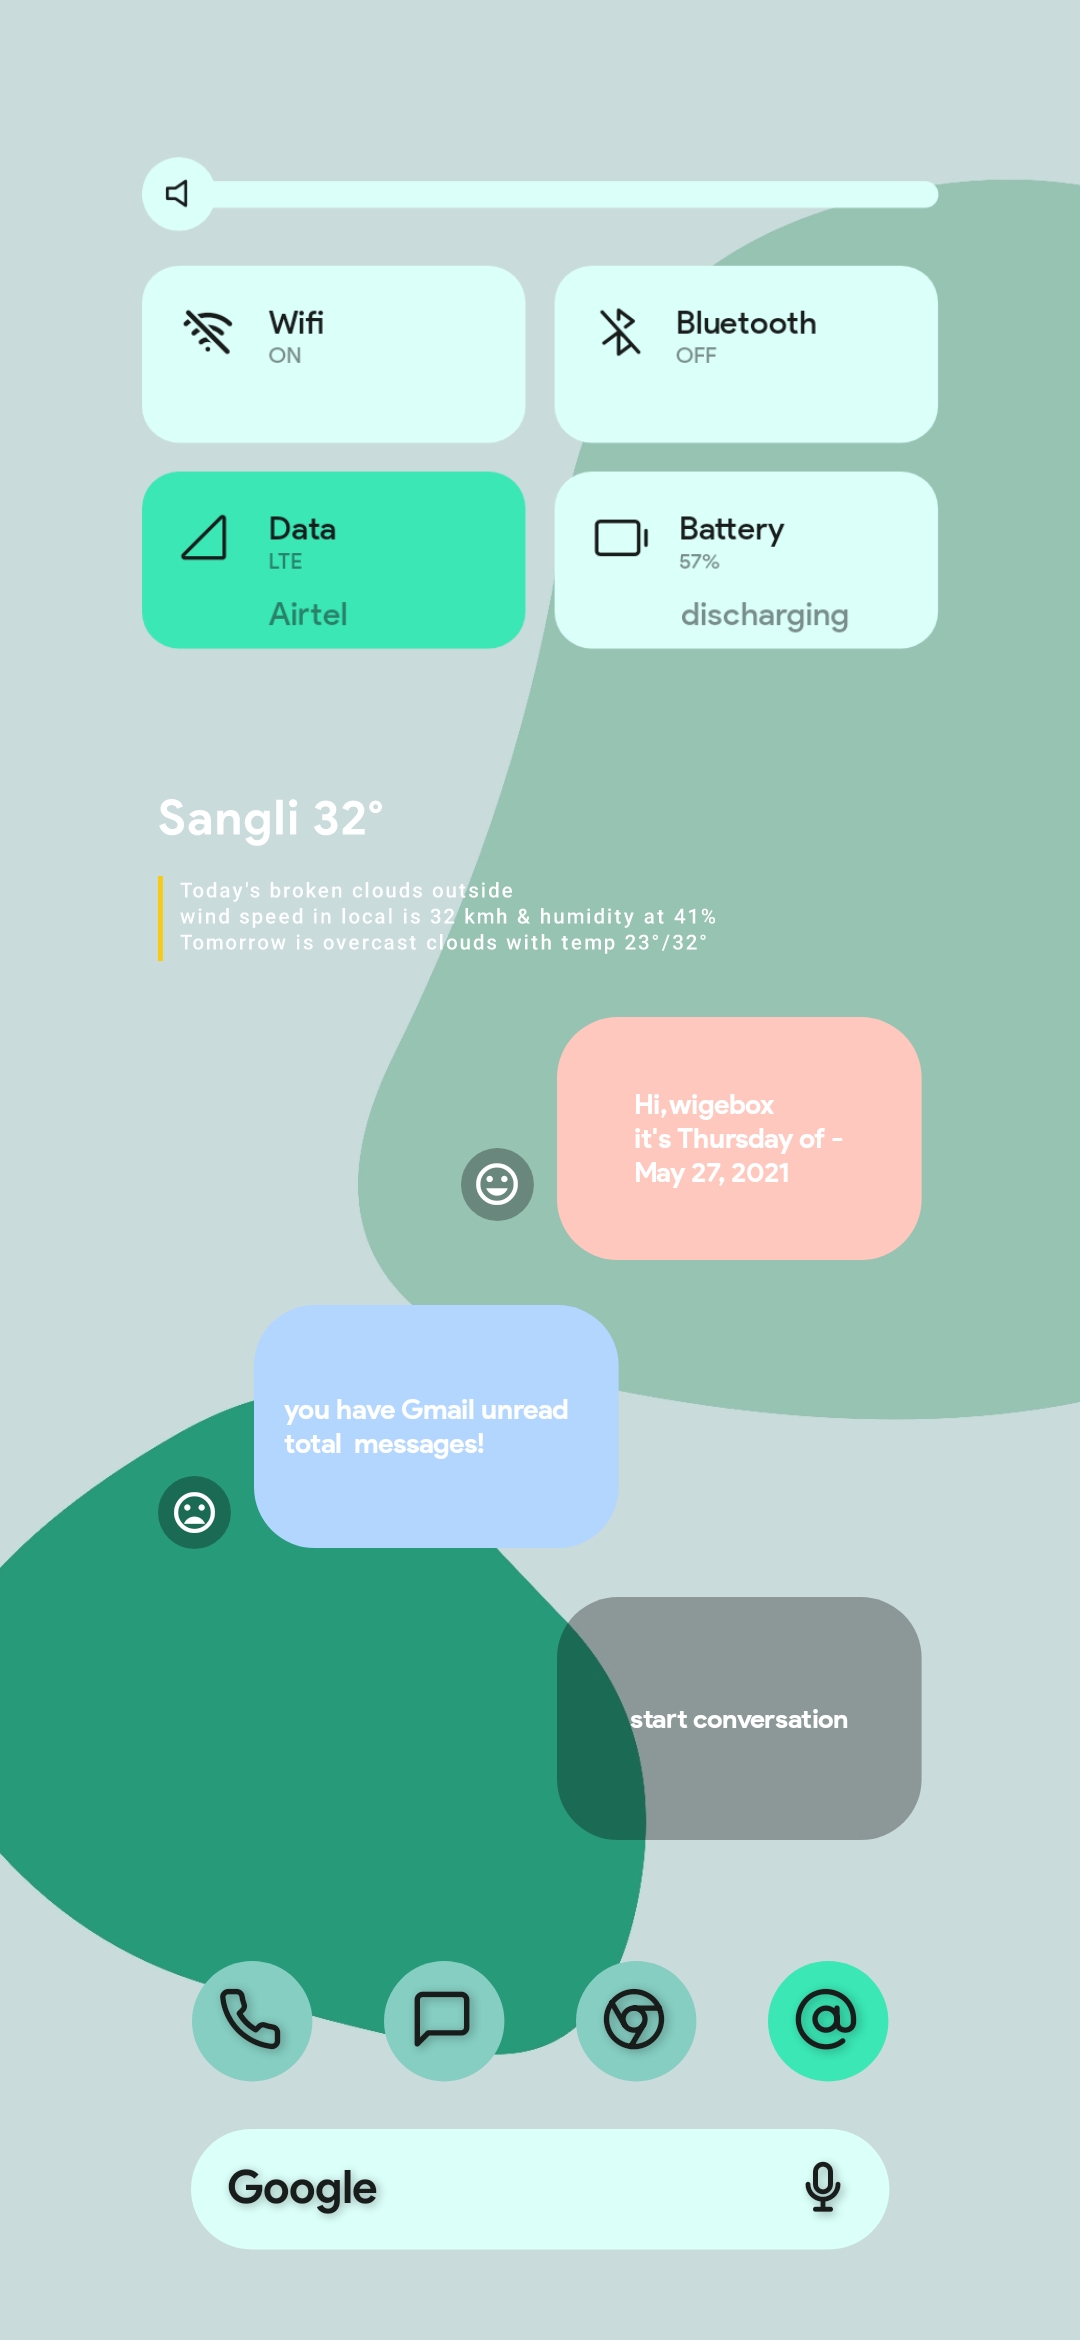 Wifi
ON
Bluetooth
OFF
Data
LTE
Airtel
Battery
57%
discharging
Sangli 32°
Today's broken clouds outside
wind speed in local is 32 kmh & humidity at 41%
Tomorrow is overcast clouds with temp 23°/32°
Hi,wigebox
it's Thursday of -
May 27, 2021
you have Gmail unread
total  messages!
start conversation
Google